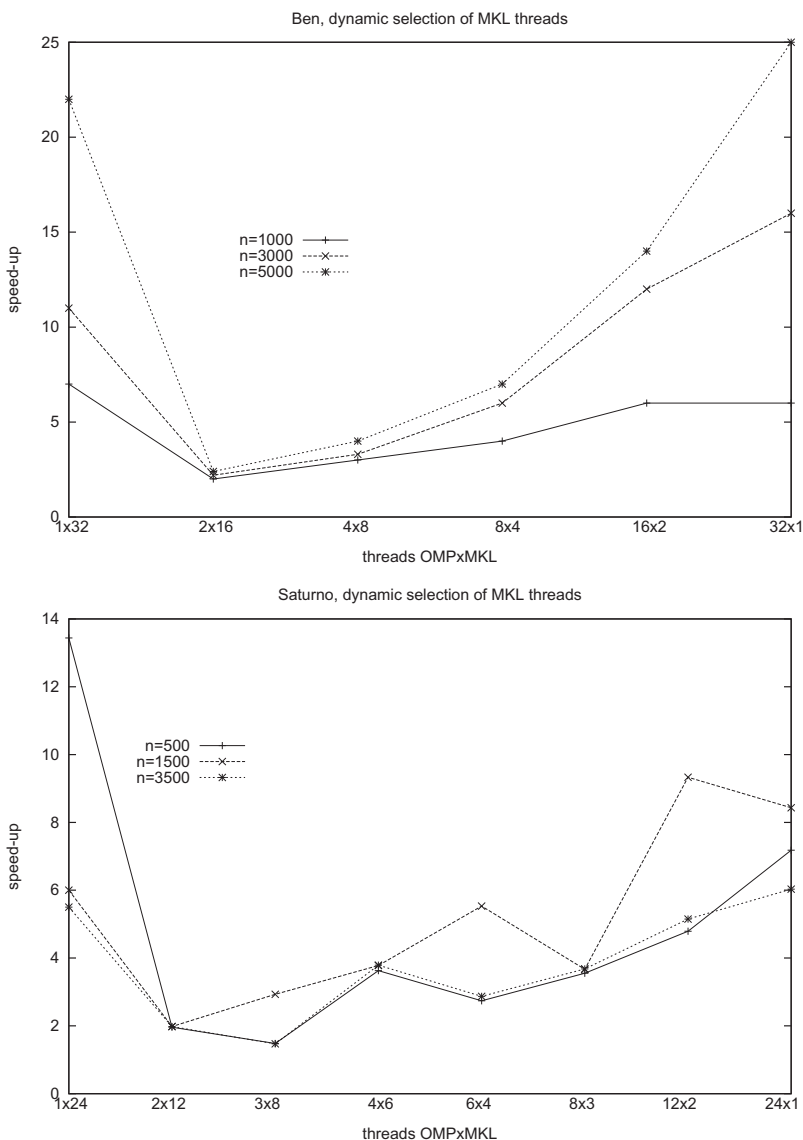 Ben, dynamic selection of MKL threads
25
20
15
10
5
0
speed-up
n=1000
n=3000
n=5000
1x32 2x16 4x8 8x4 16x2 32x1
threads OMPxMKL
Saturno, dynamic selection of MKL threads
14
12
10
8
6
4
2
0
speed-up
n=500
n=1500
n=3500
1x24 2x12 3x8 4x6 6x4 8x3 12x2 24x1
threads OMPxMKL